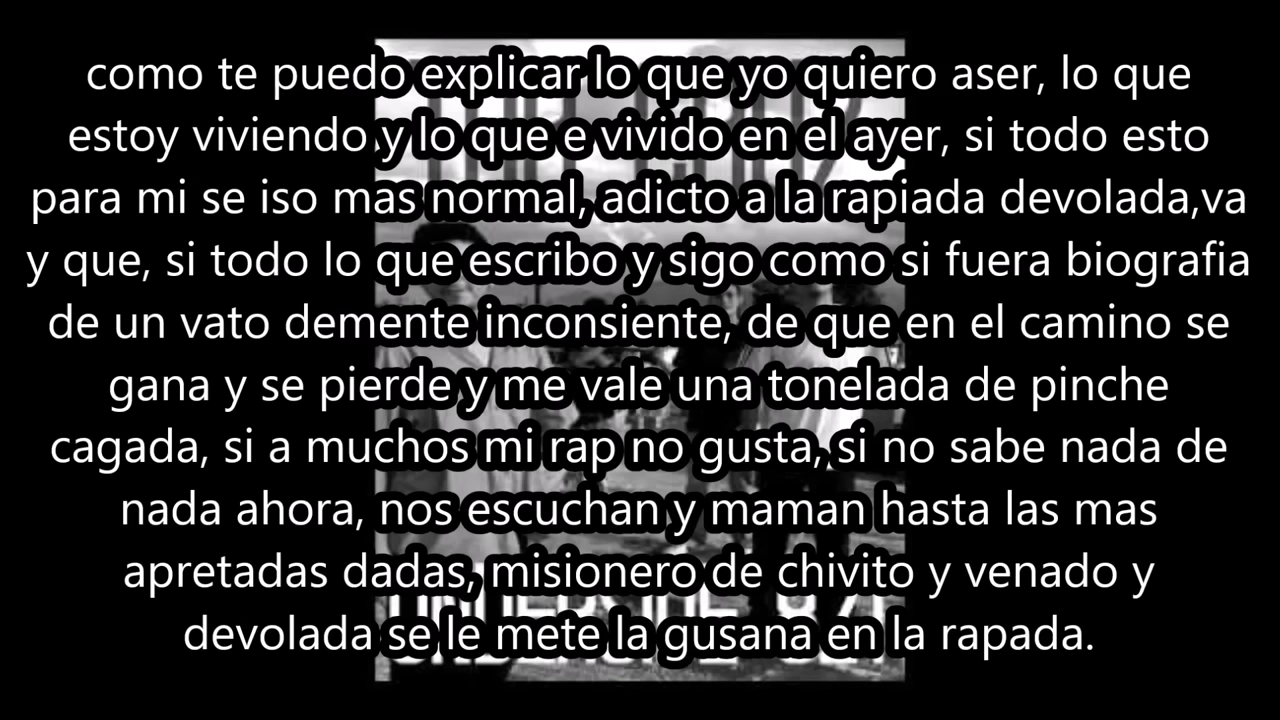 como te puedo explicar lo que yo quiero aser, lo que
estoy viviendo y lo que e vivido en el ayer, si todo esto
para mi se iso mas normal, adicto a la rapiada devolada,va
y que, si todo lo que escribo y sigo como si fuera biografia
de un vato demente inconsiente, de que en el camino se
gana y se pierde y me vale una tonelada de pinche
cagada, si a muchos mi rap no gusta, si no sabe nada de
nada ahora, nos escuchan y maman hasta las mas
apretadas dadas, misionero de chivito y venado y
devolada se le mete la gusana en la rapada.